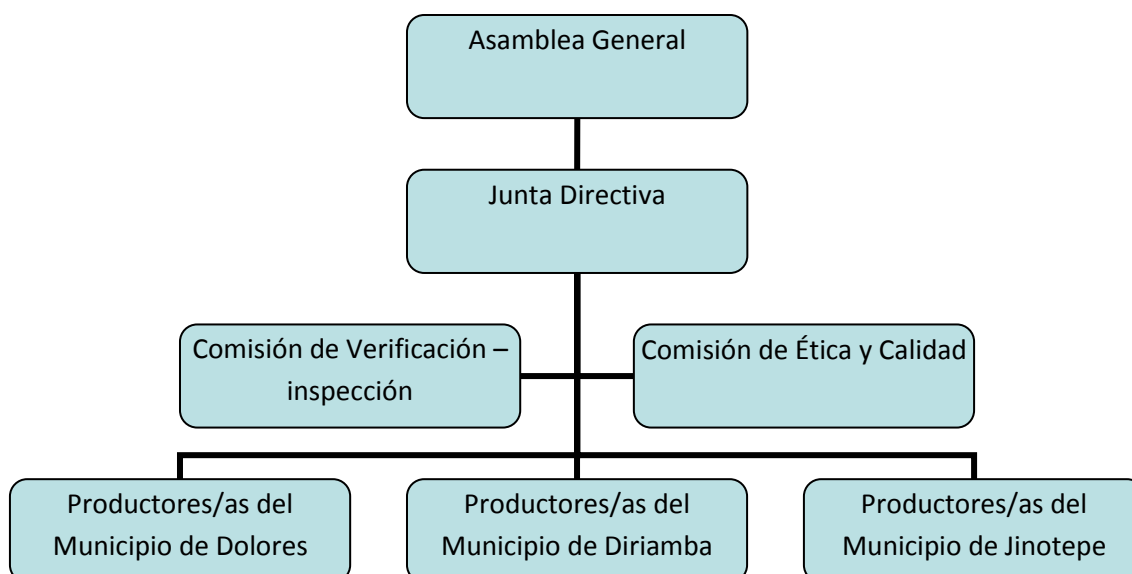 Asamblea General
Junta Directiva
Comisión de Verificación –
inspección
Comisión de Ética y Calidad
Productores/as del
Municipio de Dolores
Productores/as del
Municipio de Diriamba
Productores/as del
Municipio de Jinotepe